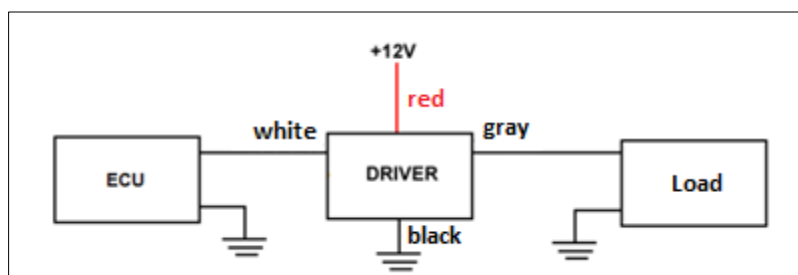 +12V
red
white
gray
ECU
DRIVER
Load
black